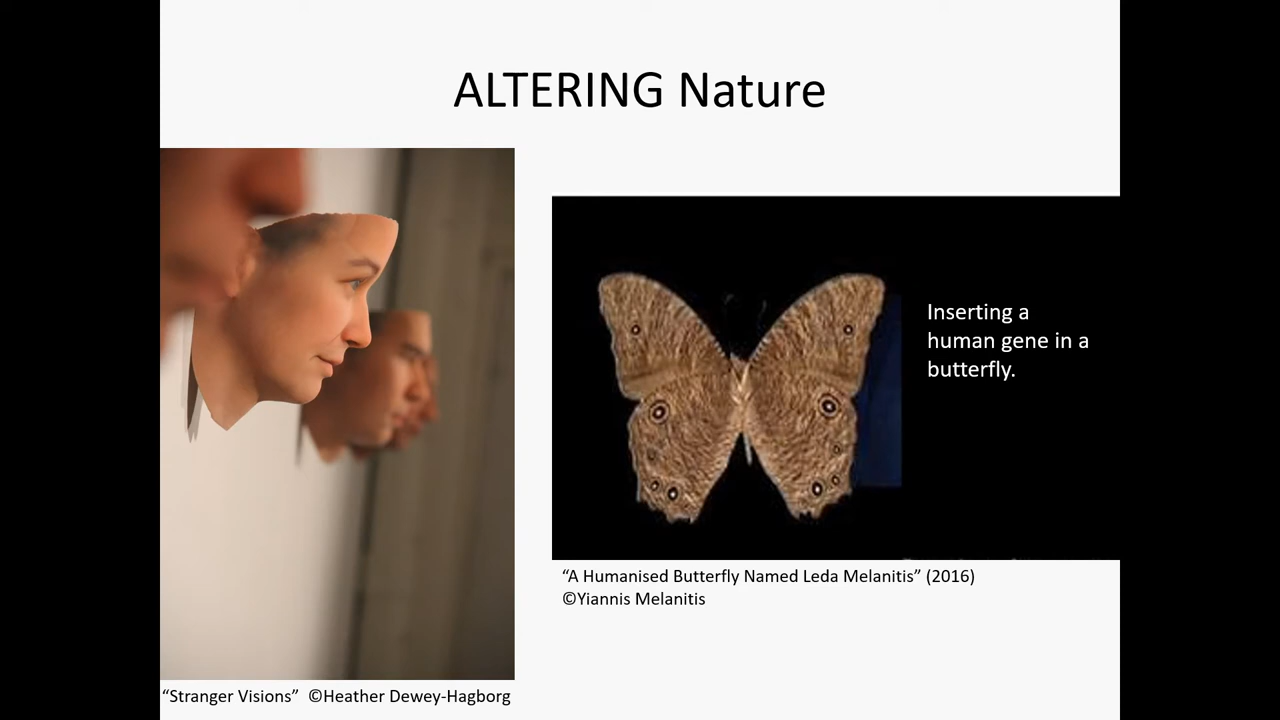 ALTERING Nature
Inserting a
human gene in a
butterfly.
“A Humanised Butterfly Named Leda Melanitis” (2016)
©Yiannis Melanitis
“Stranger Visions” ©Heather Dewey-Hagborg